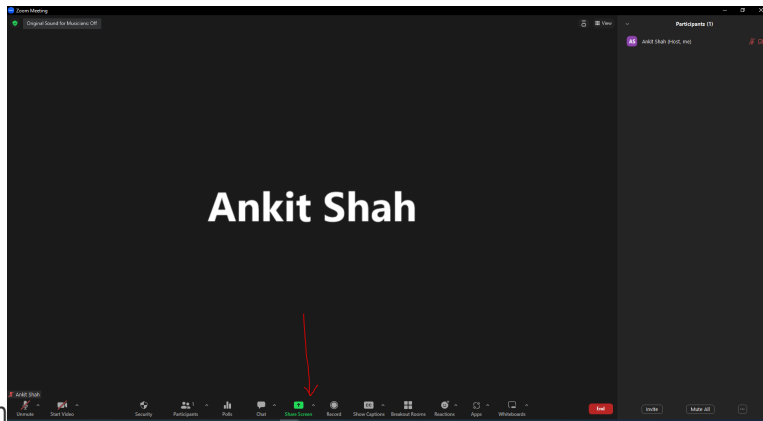 Zoom Meeting
Original Sound for Musicians: Off
View
Participants (1)
AS Ankit Shah (Host, me)
Ankit Shah
Ankit Shah
1
Unmute Start Video Security Participants Polls Chat Share Screen Record Show Captions Breakout Rooms Reactions Apps Whiteboards End
Invite Mute All